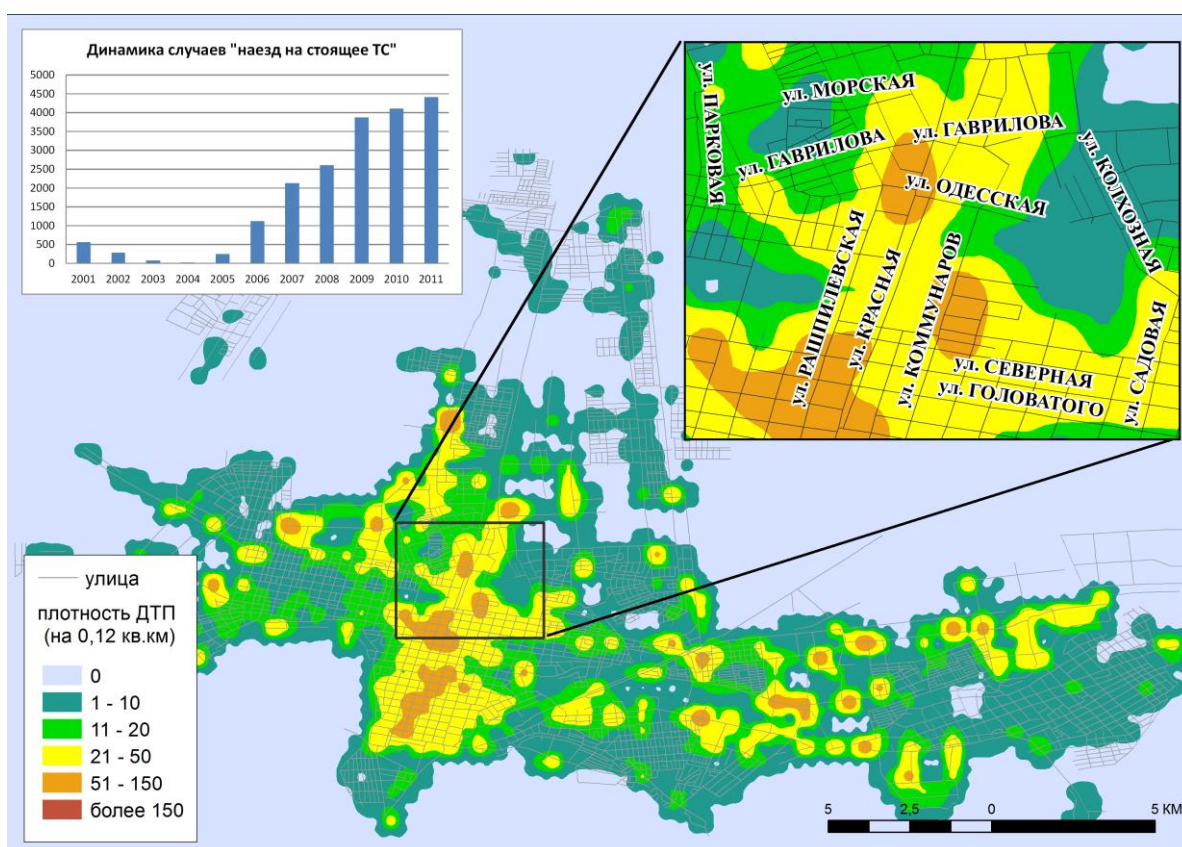 Динамика случаев "наезд на стоящее ТС"
5000
4500
4000
3500
3000
2500
2000
1500
1000
500
0
2001 2002 2003 2004 2005 2006 2007 2008 2009 2010 2011
ул. ПАРКОВАЯ
ул. МОРСКАЯ
ул. ГАВРИЛОВА
ул. ГАВРИЛОВА
ул. КОЛХОЗНАЯ
ул. ОДЕССКАЯ
ул. РАШПИЛЕВСКАЯ
ул. КРАСНАЯ
ул. КОММУНАРОВ
ул. СЕВЕРНАЯ
ул. ГОЛОВАТОГО
ул. САДОВАЯ
улица
плотность ДТП
(на 0,12 кв.км)
0
1 - 10
11 - 20
21 - 50
51 - 150
более 150
5 2,5 0 5 КМ